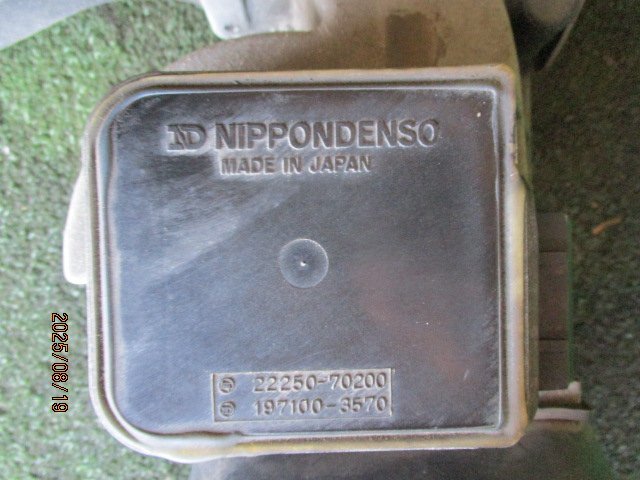 ND NIPPONDENSO
MADE IN JAPAN
22250-70200
197100-3570
2025/08/19